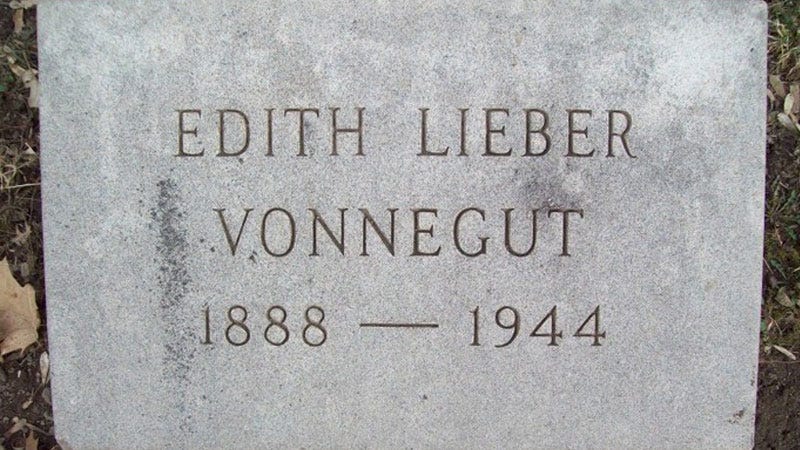 EDITH LIEBER
VONNEGUT
1888 — 1944